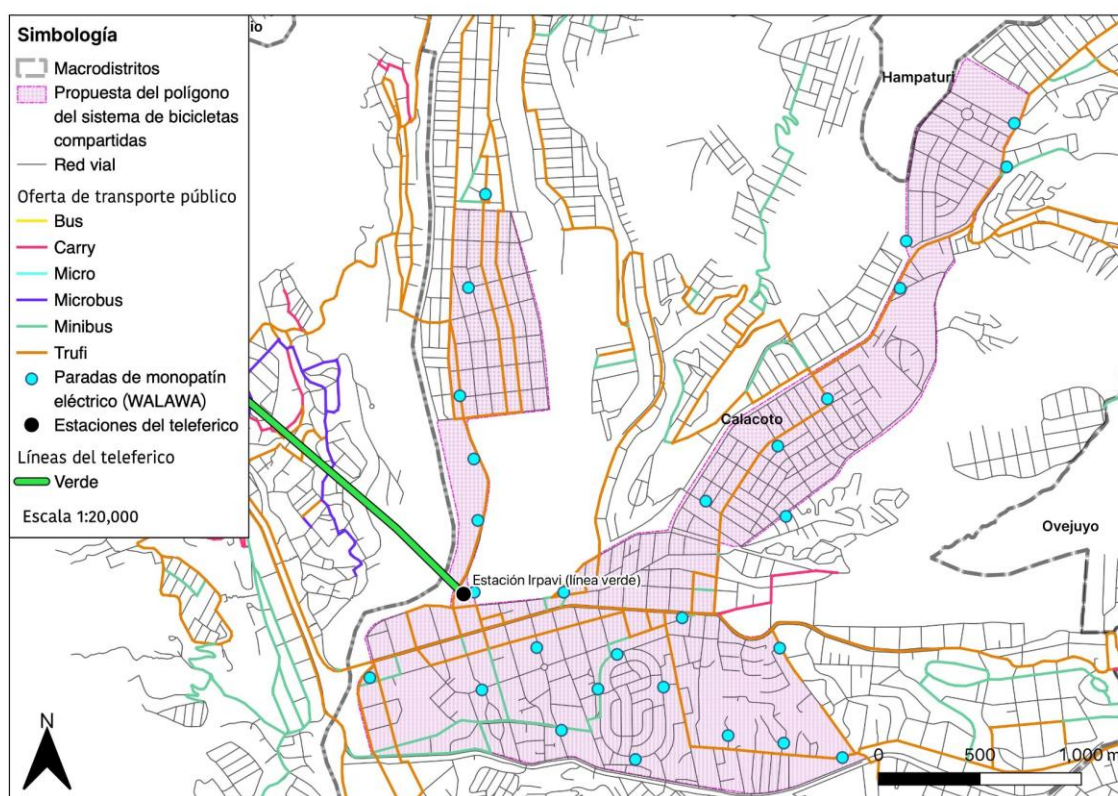 Simbología
Macrodistritos
Propuesta del polígono
del sistema de bicicletas
compartidas
Red vial
Oferta de transporte público
Bus
Carry
Micro
Microbus
Minibus
Trufi
Paradas de monopatín
eléctrico (WALAWA)
Estaciones del teleferico
Líneas del teleferico
Verde
Escala 1:20,000
io
Hampaturi
Calacoto
Ovejuyo
Estación Irpavi (línea verde)
N
0 500 1.000 m